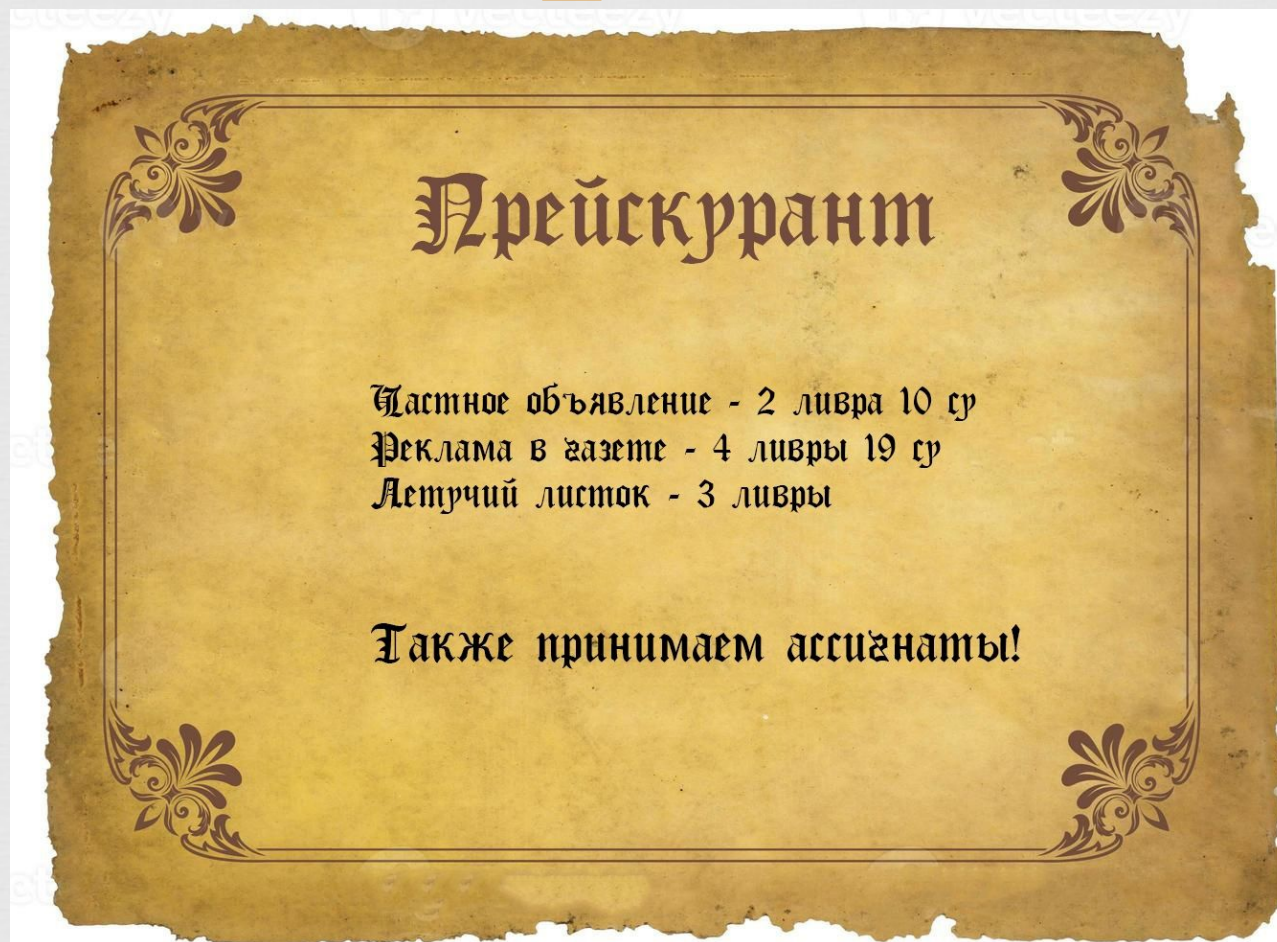 Прейскурант
Частное объявление - 2 ливра 10 су
Реклама в газете - 4 ливры 19 су
Летучий листок - 3 ливры
Также принимаем ассигнаты!